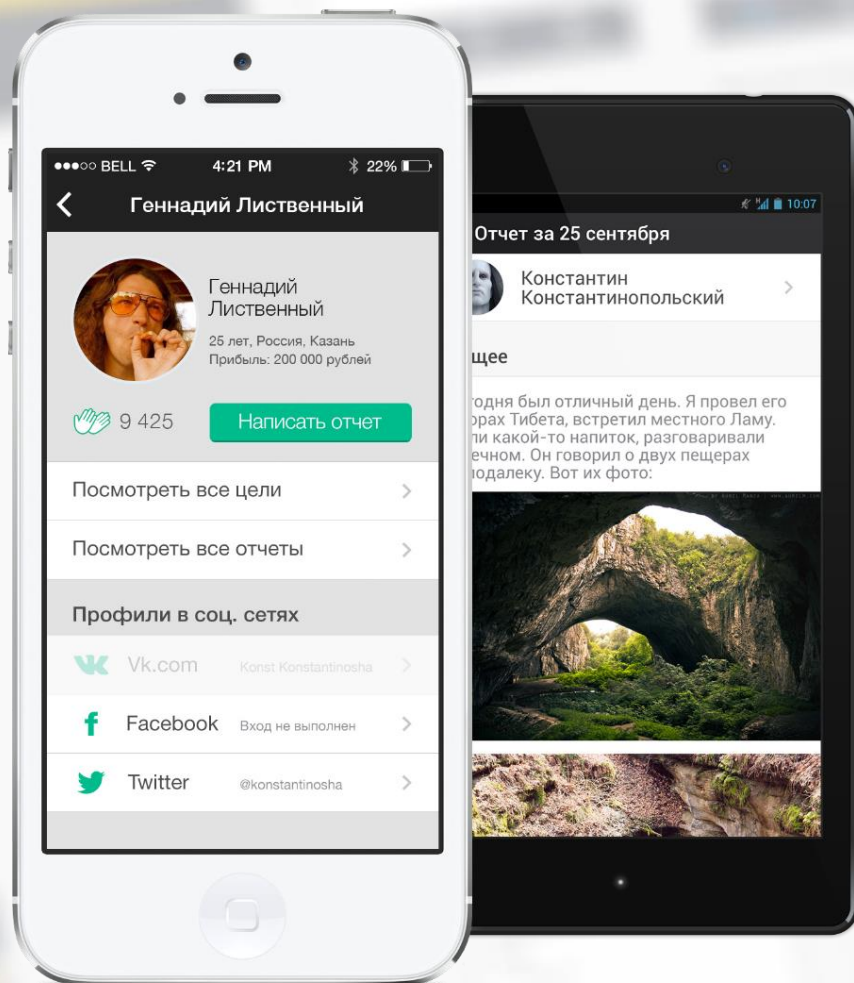 BELL 4:21 PM 22%
Геннадий Лиственный
Геннадий
Лиственный
25 лет, Россия, Казань
Прибыль: 200 000 рублей
9 425
Написать отчет
Посмотреть все цели
Посмотреть все отчеты
Профили в соц. сетях
Vk.com Konst Konstantinosha
Facebook Вход не выполнен
Twitter @konstantinosha
H 10:07
Отчет за 25 сентября
Константин
Константинопольский
щее
одня был отличный день. Я провел его
орах Тибета, встретил местного Ламу.
ли какой-то напиток, разговаривали
ечном. Он говорил о двух пещерах
подалеку. Вот их фото: